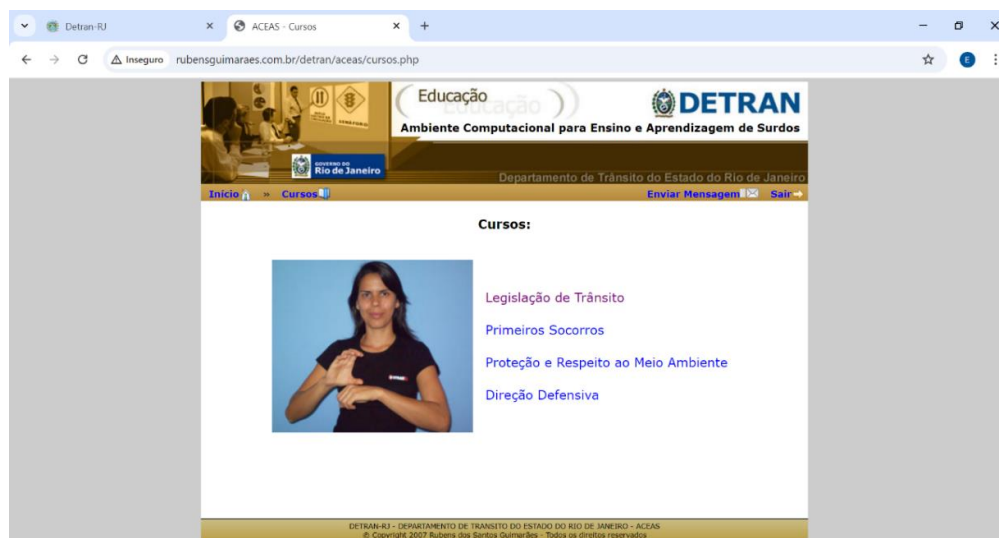 Detran-RJ
ACEAS - Cursos
Inseguro rubensguimaraes.com.br/detran/aceas/cursos.php
E
Educação
DETRAN
Ambiente Computacional para Ensino e Aprendizagem de Surdos
GOVERNO DO
Rio de Janeiro
Departamento de Trânsito do Estado do Rio de Janeiro
Início » Cursos Enviar Mensagem Sair
Cursos:
Legislação de Trânsito
Primeiros Socorros
Proteção e Respeito ao Meio Ambiente
Direção Defensiva
DETRAN-RJ - DEPARTAMENTO DE TRANSITO DO ESTADO DO RIO DE JANEIRO - ACEAS
© Copyright 2007 Rubens dos Santos Guimarães - Todos os direitos reservados